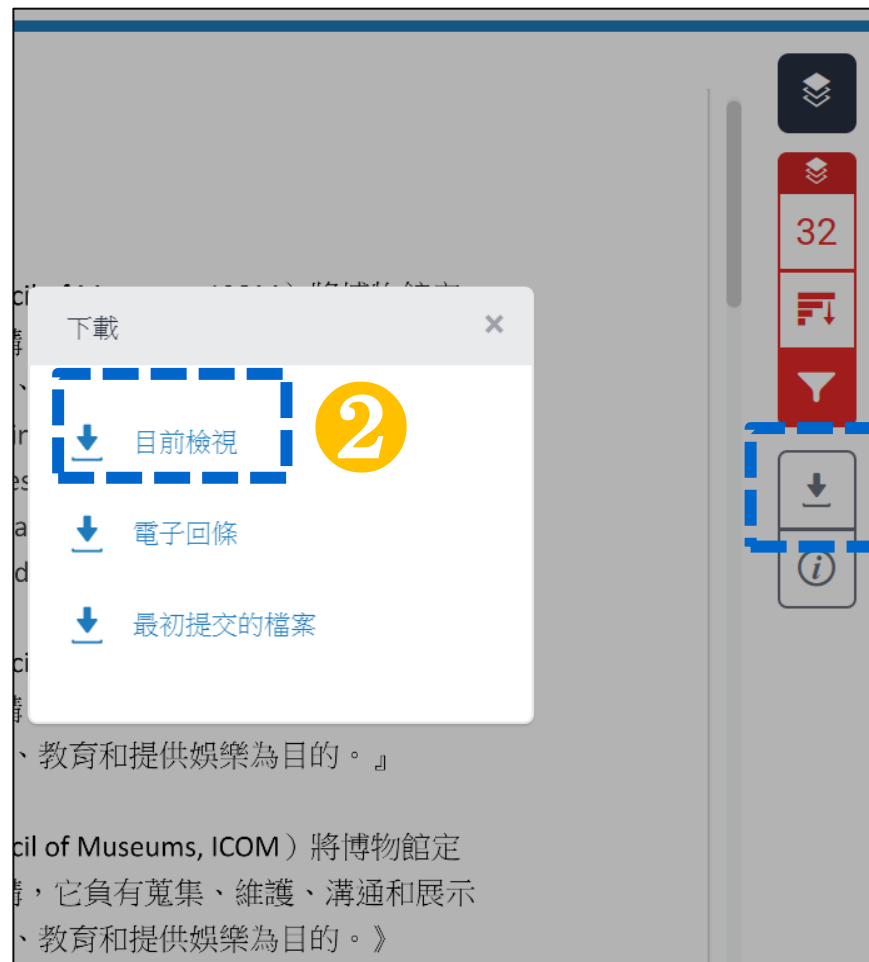 32
下載
×
目前檢視
2
電子回條
最初提交的檔案
、教育和提供娛樂為目的。』
cil of Museums, ICOM）將博物館定
，它負有蒐集、維護、溝通和展示
、教育和提供娛樂為目的。》